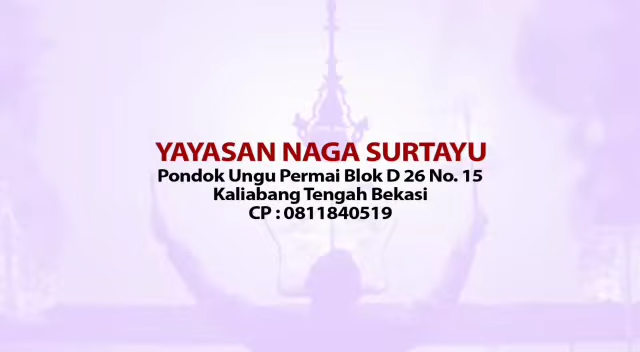 YAYASAN NAGA SURTAYU
Pondok Ungu Permai Blok D 26 No. 15
Kaliabang Tengah Bekasi
CP : 0811840519